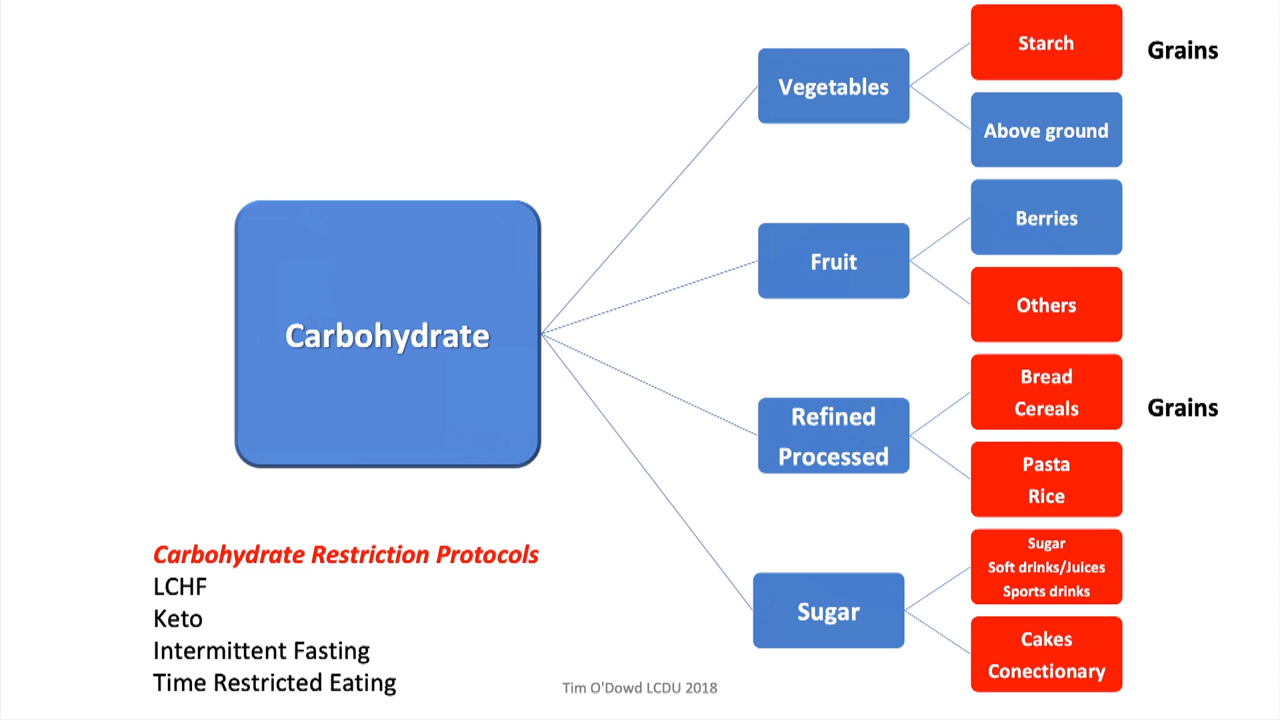 Carbohydrate
Vegetables
Starch
Grains
Above ground
Fruit
Berries
Others
Refined
Processed
Bread
Cereals
Grains
Pasta
Rice
Sugar
Sugar
Soft drinks/Juices
Sports drinks
Cakes
Conectionary
Carbohydrate Restriction Protocols
LCHF
Keto
Intermittent Fasting
Time Restricted Eating
Tim O'Dowd LCDU 2018